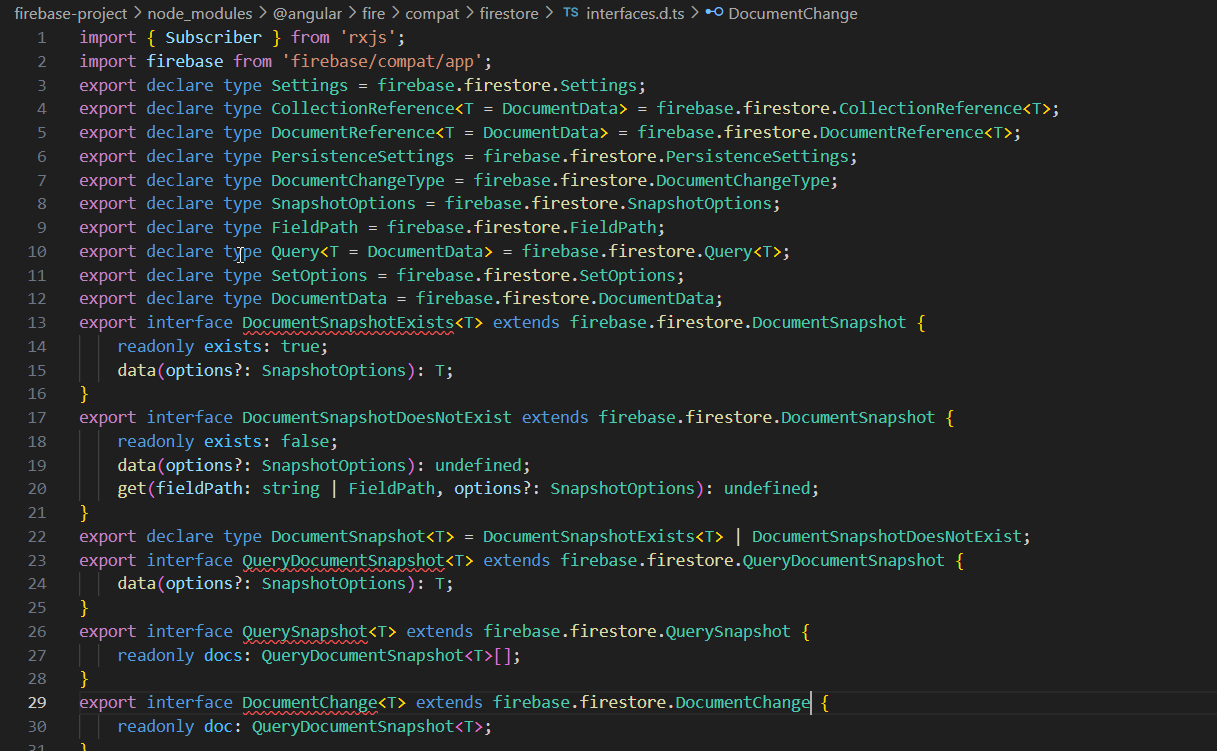 firebase-project > node_modules > @angular > fire > compat > firestore > TS interfaces.d.ts > DocumentChange
1 import { Subscriber } from 'rxjs';
2 import firebase from 'firebase/compat/app';
3 export declare type Settings = firebase.firestore.Settings;
4 export declare type CollectionReference<T = DocumentData> = firebase.firestore.CollectionReference<T>;
5 export declare type DocumentReference<T = DocumentData> = firebase.firestore.DocumentReference<T>;
6 export declare type PersistenceSettings = firebase.firestore.PersistenceSettings;
7 export declare type DocumentChangeType = firebase.firestore.DocumentChangeType;
8 export declare type SnapshotOptions = firebase.firestore.SnapshotOptions;
9 export declare type FieldPath = firebase.firestore.FieldPath;
10 export declare type Query<T = DocumentData> = firebase.firestore.Query<T>;
11 export declare type SetOptions = firebase.firestore.SetOptions;
12 export declare type DocumentData = firebase.firestore.DocumentData;
13 export interface DocumentSnapshotExists<T> extends firebase.firestore.DocumentSnapshot {
14 readonly exists: true;
15 data(options?: SnapshotOptions): T;
16 }
17 export interface DocumentSnapshotDoesNotExist extends firebase.firestore.DocumentSnapshot {
18 readonly exists: false;
19 data(options?: SnapshotOptions): undefined;
20 get(fieldPath: string | FieldPath, options?: SnapshotOptions): undefined;
21 }
22 export declare type DocumentSnapshot<T> = DocumentSnapshotExists<T> | DocumentSnapshotDoesNotExist;
23 export interface QueryDocumentSnapshot<T> extends firebase.firestore.QueryDocumentSnapshot {
24 data(options?: SnapshotOptions): T;
25 }
26 export interface QuerySnapshot<T> extends firebase.firestore.QuerySnapshot {
27 readonly docs: QueryDocumentSnapshot<T>[];
28 }
29 export interface DocumentChange<T> extends firebase.firestore.DocumentChange {
30 readonly doc: QueryDocumentSnapshot<T>;
31 }